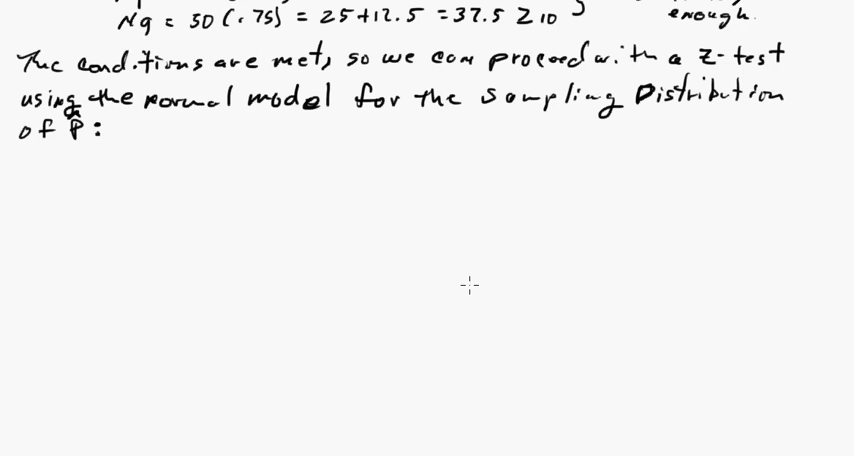 Nq = 50 (.75) = 25+12.5 = 37.5 ≥ 10 enough.
The conditions are met, so we can proceed with a z-test
using the normal model for the sampling Distribution
of p̂: